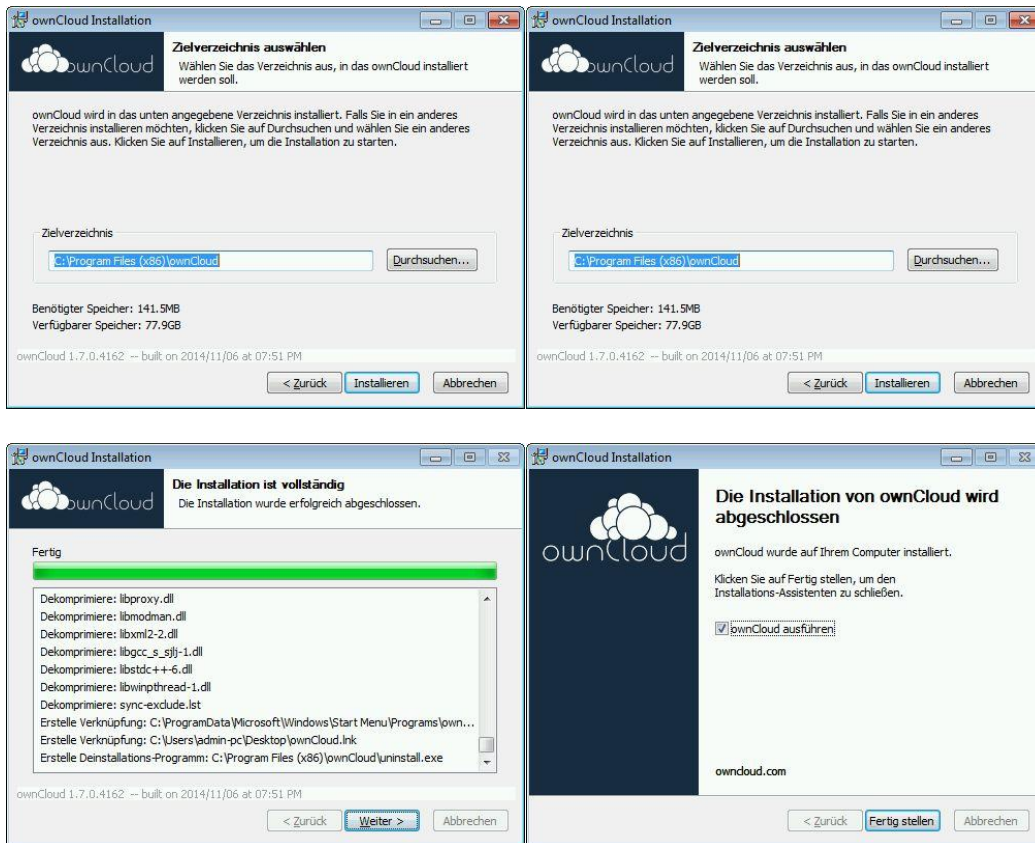 ownCloud Installation
ownCloud
Zielverzeichnis auswählen
Wählen Sie das Verzeichnis aus, in das ownCloud installiert
werden soll.
ownCloud wird in das unten angegebene Verzeichnis installiert. Falls Sie in ein anderes
Verzeichnis installieren möchten, klicken Sie auf Durchsuchen und wählen Sie ein anderes
Verzeichnis aus. Klicken Sie auf Installieren, um die Installation zu starten.
Zielverzeichnis
C:\Program Files (x86)\ownCloud
Durchsuchen...
Benötigter Speicher: 141.5MB
Verfügbarer Speicher: 77.9GB
ownCloud 1.7.0.4162 -- built on 2014/11/06 at 07:51 PM
< Zurück
Installieren
Abbrechen
ownCloud Installation
ownCloud
Zielverzeichnis auswählen
Wählen Sie das Verzeichnis aus, in das ownCloud installiert
werden soll.
ownCloud wird in das unten angegebene Verzeichnis installiert. Falls Sie in ein anderes
Verzeichnis installieren möchten, klicken Sie auf Durchsuchen und wählen Sie ein anderes
Verzeichnis aus. Klicken Sie auf Installieren, um die Installation zu starten.
Zielverzeichnis
C:\Program Files (x86)\ownCloud
Durchsuchen...
Benötigter Speicher: 141.5MB
Verfügbarer Speicher: 77.9GB
ownCloud 1.7.0.4162 -- built on 2014/11/06 at 07:51 PM
< Zurück
Installieren
Abbrechen
ownCloud Installation
ownCloud
Die Installation ist vollständig
Die Installation wurde erfolgreich abgeschlossen.
Fertig
Dekomprimiere: libproxy.dll
Dekomprimiere: libmodman.dll
Dekomprimiere: libxml2-2.dll
Dekomprimiere: libgcc_s_sjlj-1.dll
Dekomprimiere: libstdc++-6.dll
Dekomprimiere: libwinpthread-1.dll
Dekomprimiere: sync-exclude.lst
Erstelle Verknüpfung: C:\ProgramData\Microsoft\Windows\Start Menu\Programs\own...
Erstelle Verknüpfung: C:\Users\admin-pc\Desktop\ownCloud.lnk
Erstelle Deinstallations-Programm: C:\Program Files (x86)\ownCloud\uninstall.exe
ownCloud 1.7.0.4162 -- built on 2014/11/06 at 07:51 PM
< Zurück
Weiter >
Abbrechen
ownCloud Installation
ownCloud
Die Installation von ownCloud wird
abgeschlossen
ownCloud wurde auf Ihrem Computer installiert.
Klicken Sie auf Fertig stellen, um den
Installations-Assistenten zu schließen.
ownCloud ausführen
owncloud.com
< Zurück
Fertig stellen
Abbrechen